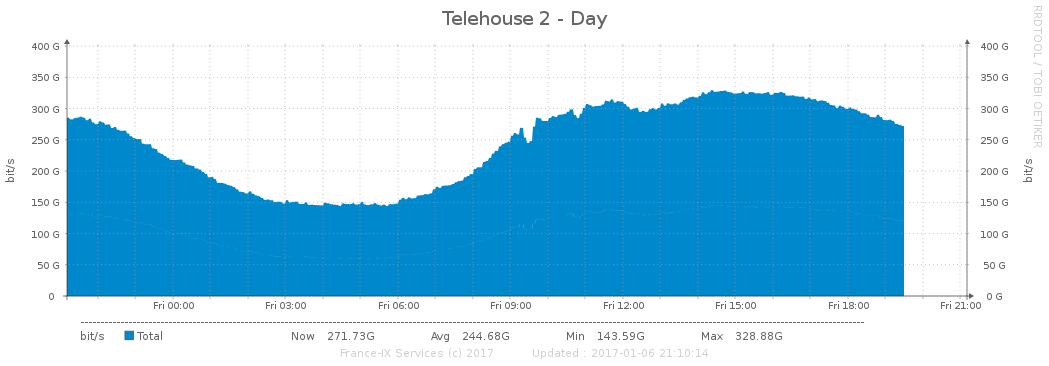 Telehouse 2 - Day
RRDTOOL / TOBI OETIKER
400 G 400 G
350 G 350 G
300 G 300 G
250 G 250 G
200 G 200 G
150 G 150 G
100 G 100 G
50 G 50 G
0 0 G
bit/s bit/s
Fri 00:00 Fri 03:00 Fri 06:00 Fri 09:00 Fri 12:00 Fri 15:00 Fri 18:00 Fri 21:00
bit/s Total Now 271.73G Avg 244.68G Min 143.59G Max 328.88G
France-IX Services (c) 2017 Updated : 2017-01-06 21:10:14